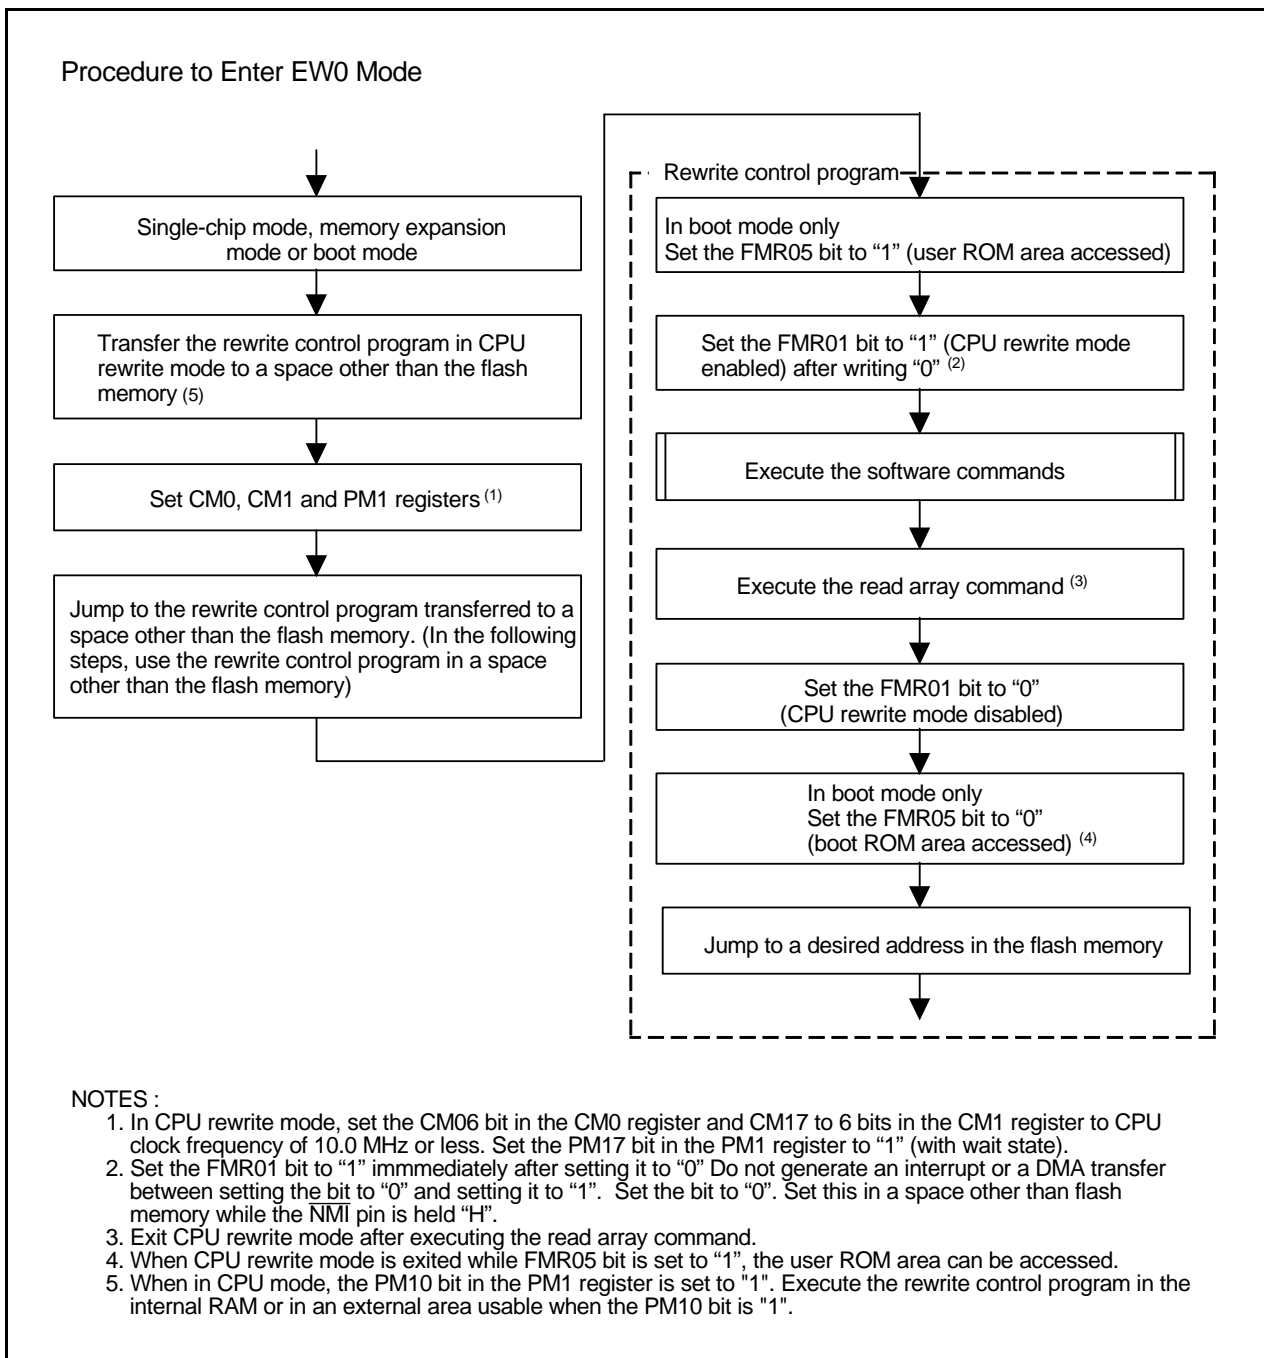 Procedure to Enter EW0 Mode
Single-chip mode, memory expansion
mode or boot mode
Transfer the rewrite control program in CPU
rewrite mode to a space other than the flash
memory (5)
Set CM0, CM1 and PM1 registers (1)
Jump to the rewrite control program transferred to a
space other than the flash memory. (In the following
steps, use the rewrite control program in a space
other than the flash memory)
Rewrite control program
In boot mode only
Set the FMR05 bit to “1” (user ROM area accessed)
Set the FMR01 bit to “1” (CPU rewrite mode
enabled) after writing “0” (2)
Execute the software commands
Execute the read array command (3)
Set the FMR01 bit to “0”
(CPU rewrite mode disabled)
In boot mode only
Set the FMR05 bit to “0”
(boot ROM area accessed) (4)
Jump to a desired address in the flash memory
NOTES :
1. In CPU rewrite mode, set the CM06 bit in the CM0 register and CM17 to 6 bits in the CM1 register to CPU
clock frequency of 10.0 MHz or less. Set the PM17 bit in the PM1 register to “1” (with wait state).
2. Set the FMR01 bit to “1” immmediately after setting it to “0” Do not generate an interrupt or a DMA transfer
between setting the bit to “0” and setting it to “1”. Set the bit to “0”. Set this in a space other than flash
memory while the NMI pin is held “H”.
3. Exit CPU rewrite mode after executing the read array command.
4. When CPU rewrite mode is exited while FMR05 bit is set to “1”, the user ROM area can be accessed.
5. When in CPU mode, the PM10 bit in the PM1 register is set to "1". Execute the rewrite control program in the
internal RAM or in an external area usable when the PM10 bit is "1".